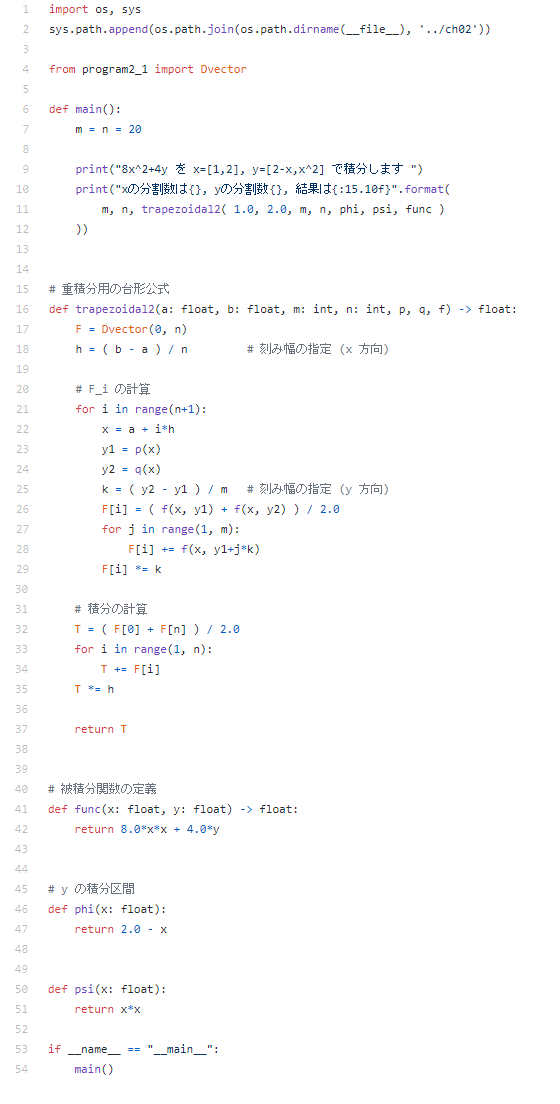 1 import os, sys
2 sys.path.append(os.path.join(os.path.dirname(__file__), '../ch02'))
3
4 from program2_1 import Dvector
5
6 def main():
7     m = n = 20
8
9     print("8x^2+4y を x=[1,2], y=[2-x,x^2] で積分します ")
10     print("xの分割数は{}, yの分割数{}, 結果は{:15.10f}".format(
11         m, n, trapezoidal2( 1.0, 2.0, m, n, phi, psi, func )
12     ))
13
14
15 # 重積分用の台形公式
16 def trapezoidal2(a: float, b: float, m: int, n: int, p, q, f) -> float:
17     F = Dvector(0, n)
18     h = ( b - a ) / n         # 刻み幅の指定 (x 方向)
19
20     # F_i の計算
21     for i in range(n+1):
22         x = a + i*h
23         y1 = p(x)
24         y2 = q(x)
25         k = ( y2 - y1 ) / m   # 刻み幅の指定 (y 方向)
26         F[i] = ( f(x, y1) + f(x, y2) ) / 2.0
27         for j in range(1, m):
28             F[i] += f(x, y1+j*k)
29         F[i] *= k
30
31     # 積分の計算
32     T = ( F[0] + F[n] ) / 2.0
33     for i in range(1, n):
34         T += F[i]
35     T *= h
36
37     return T
38
39
40 # 被積分関数の定義
41 def func(x: float, y: float) -> float:
42     return 8.0*x*x + 4.0*y
43
44
45 # y の積分区間
46 def phi(x: float):
47     return 2.0 - x
48
49
50 def psi(x: float):
51     return x*x
52
53 if __name__ == "__main__":
54     main()